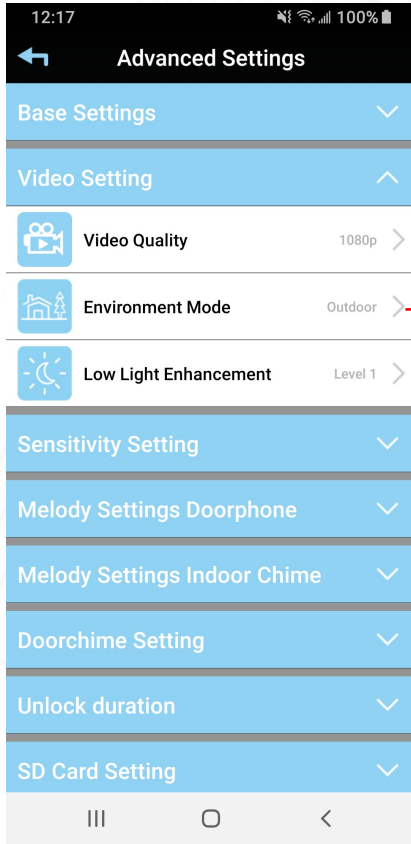 12:17 100%
Advanced Settings
Base Settings
Video Setting
Video Quality 1080p
Environment Mode Outdoor
Low Light Enhancement Level 1
Sensitivity Setting
Melody Settings Doorphone
Melody Settings Indoor Chime
Doorchime Setting
Unlock duration
SD Card Setting